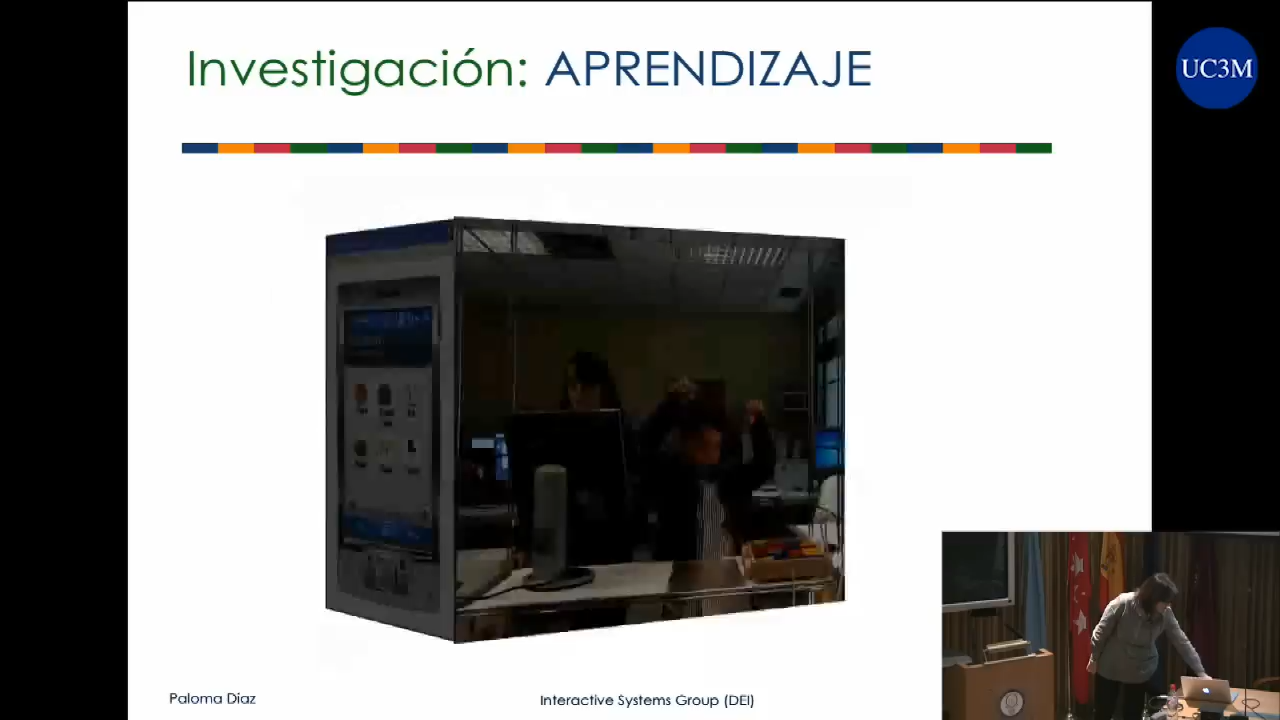 Investigación: APRENDIZAJE
UC3M
Paloma Díaz
Interactive Systems Group (DEI)